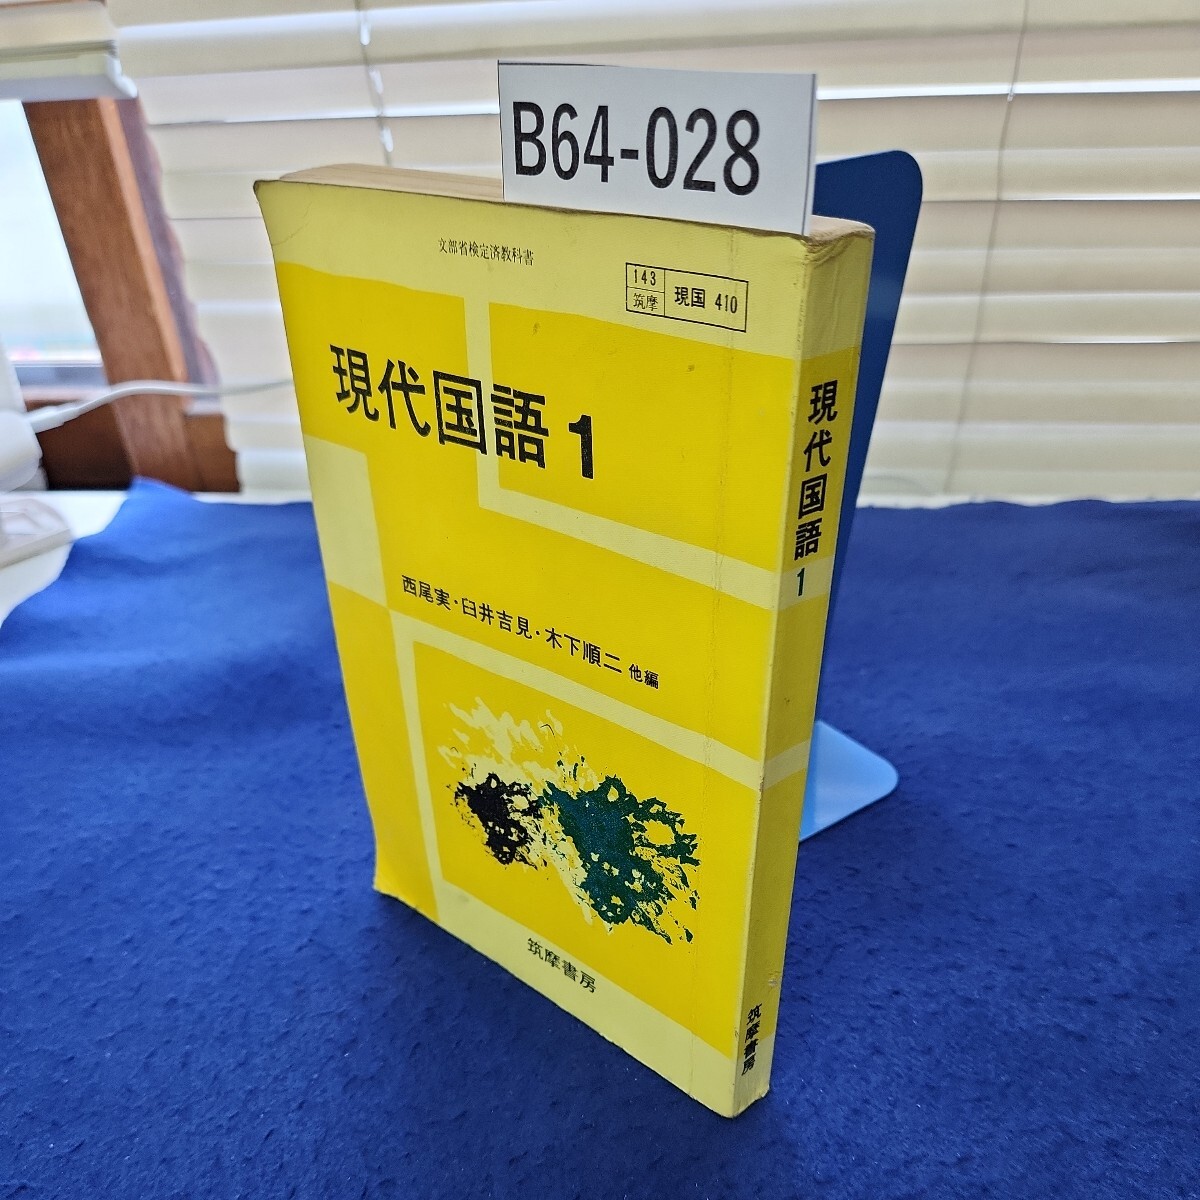 B64-028
文部省検定済教科書
143
筑摩
現国 410
現代国語 1
西尾実・臼井吉見・木下順二 他編
筑摩書房
現代国語 1
筑摩書房